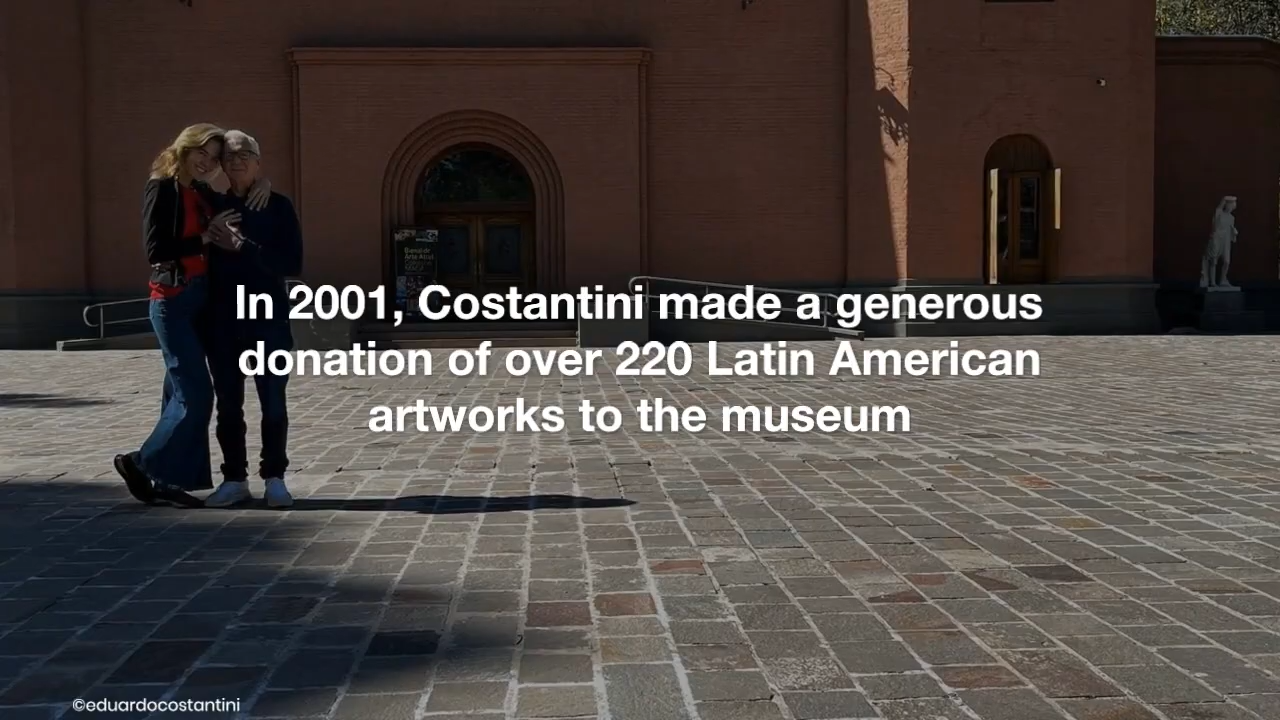 In 2001, Costantini made a generous
donation of over 220 Latin American
artworks to the museum
©eduardocostantini